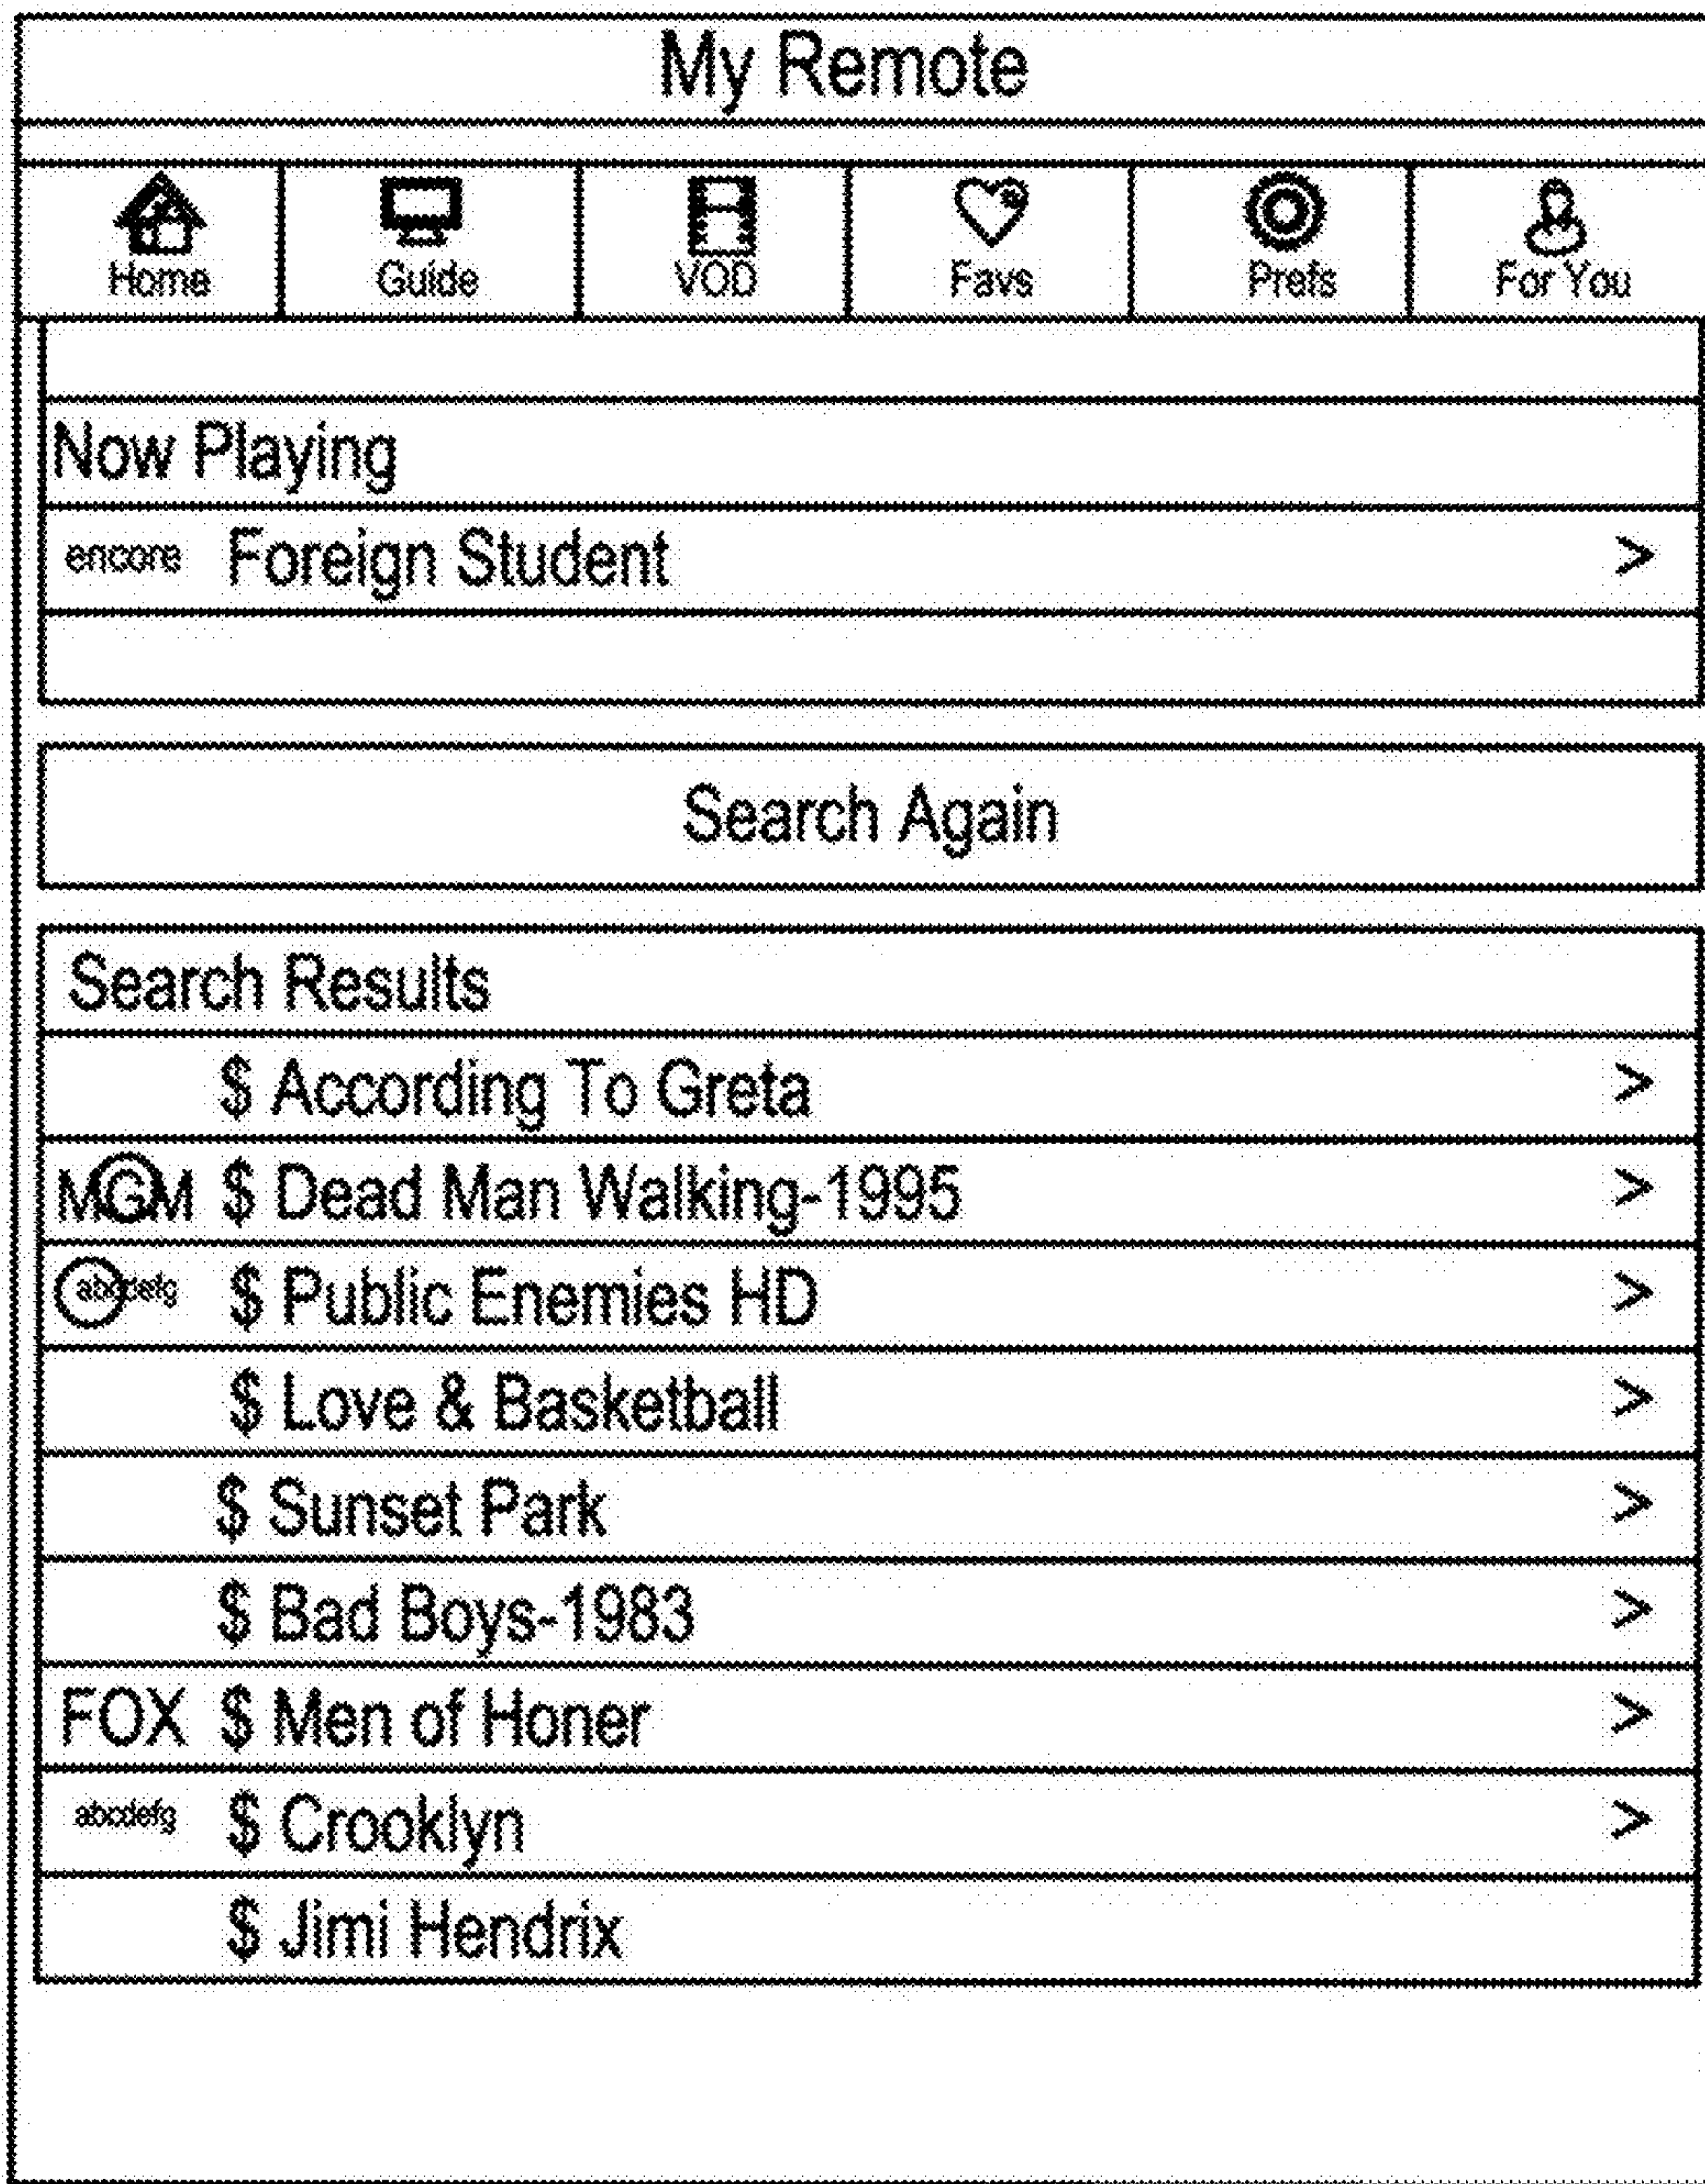 My Remote
Home Guide VOD Favs Prefs For You
Now Playing
encore Foreign Student >
Search Again
Search Results
$ According To Greta >
MGM $ Dead Man Walking-1995 >
abcdefg $ Public Enemies HD >
$ Love & Basketball >
$ Sunset Park >
$ Bad Boys-1983 >
FOX $ Men of Honer >
abcdefg $ Crooklyn >
$ Jimi Hendrix